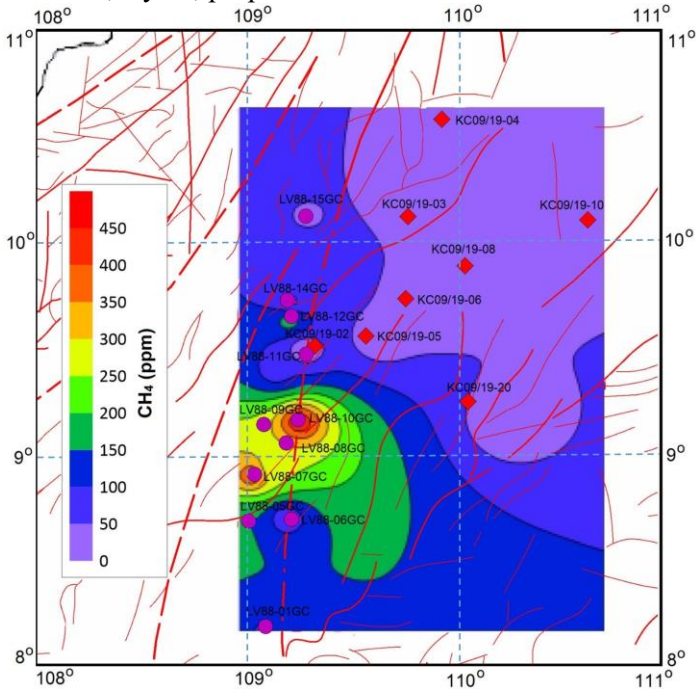 108° 109° 110° 111°
11° 11°
KC09/19-04
LV88-15GC
KC09/19-03
KC09/19-10
10° 10°
KC09/19-08
LV88-14GC
KC09/19-06
LV88-12GC
KC09/19-02
KC09/19-05
LV88-11GC
KC09/19-20
LV88-09GC
LV88-10GC
LV88-08GC
9° 9°
LV88-07GC
LV88-05GC
LV88-06GC
LV88-01GC
8° 8°
108° 109° 110° 111°
450
400
350
300
250
200
150
100
50
0
CH₄ (ppm)